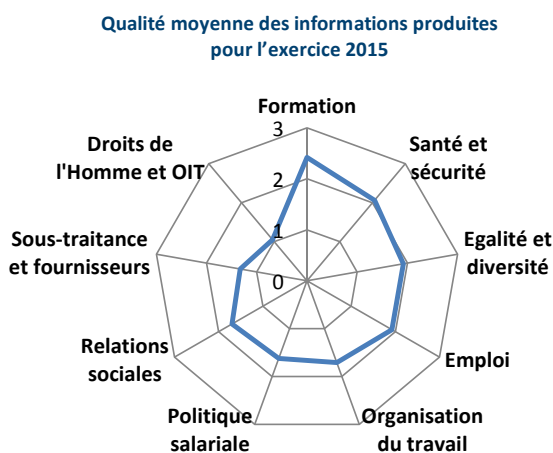 Qualité moyenne des informations produites
pour l'exercice 2015
Formation
Santé et
sécurité
Egalité et
diversité
Emploi
Organisation
du travail
Politique
salariale
Relations
sociales
Sous-traitance
et fournisseurs
Droits de
l'Homme et OIT
3
2
1
0